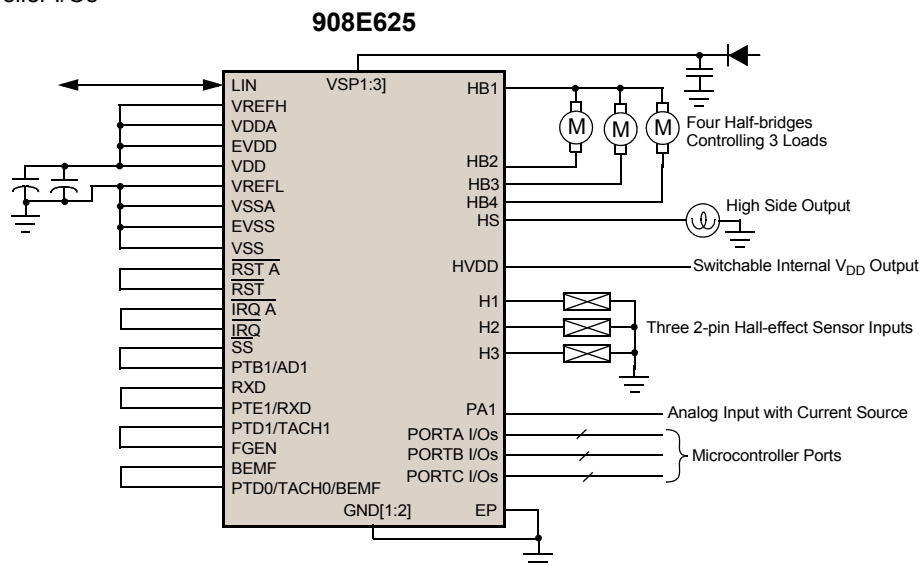 908E625
LIN
VREFH
VDDA
EVDD
VDD
VREFL
VSSA
EVSS
VSS
RST A
RST
IRQ A
IRQ
SS
PTB1/AD1
RXD
PTE1/RXD
PTD1/TACH1
FGEN
BEMF
PTD0/TACH0/BEMF
VSP1:3]
GND[1:2]
HB1
HB2
HB3
HB4
HS
HVDD
H1
H2
H3
PA1
PORTA I/Os
PORTB I/Os
PORTC I/Os
EP
M
M
M
Four Half-bridges
Controlling 3 Loads
High Side Output
Switchable Internal VDD Output
Three 2-pin Hall-effect Sensor Inputs
Analog Input with Current Source
Microcontroller Ports